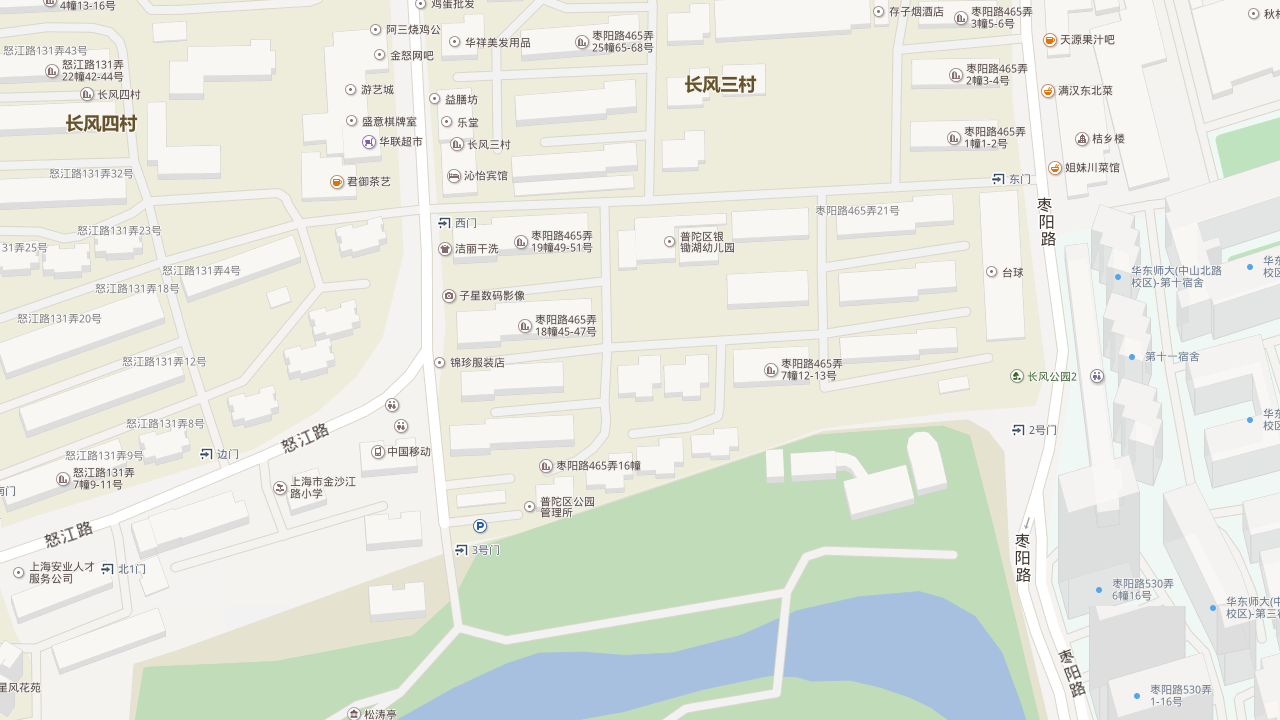 4幢13-16号
鸡蛋批发
阿三烧鸡公
华祥美发用品
枣阳路465弄
25幢65-68号
存子烟酒店
枣阳路465弄
3幢5-6号
天源果汁吧
怒江路131弄43号
怒江路131弄
22幢42-44号
金怒网吧
游艺城
益膳坊
长风三村
枣阳路465弄
2幢3-4号
满汉东北菜
长风四村
长风四村
盛意棋牌室
乐堂
华联超市
长风三村
枣阳路465弄
1幢1-2号
桔乡楼
怒江路131弄32号
君御茶艺
沁怡宾馆
东门
姐妹川菜馆
枣阳路
枣阳路465弄21号
西门
怒江路131弄23号
31弄25号
洁丽干洗
枣阳路465弄
19幢49-51号
普陀区银
锄湖幼儿园
怒江路131弄4号
怒江路131弄18号
台球
华东师大(中山北路
校区)-第十宿舍
子星数码影像
怒江路131弄20号
枣阳路465弄
18幢45-47号
怒江路131弄12号
锦珍服装店
枣阳路465弄
7幢12-13号
长风公园2
第十一宿舍
怒江路131弄8号
怒江路
2号门
怒江路131弄9号
边门
中国移动
怒江路131弄
7幢9-11号
枣阳路465弄16幢
上海市金沙江
路小学
普陀区公园
管理所
怒江路
P
3号门
枣阳路
上海安业人才
服务公司
北1门
枣阳路530弄
6幢16号
星风花苑
枣阳路
枣阳路530弄
1-16号
松涛亭